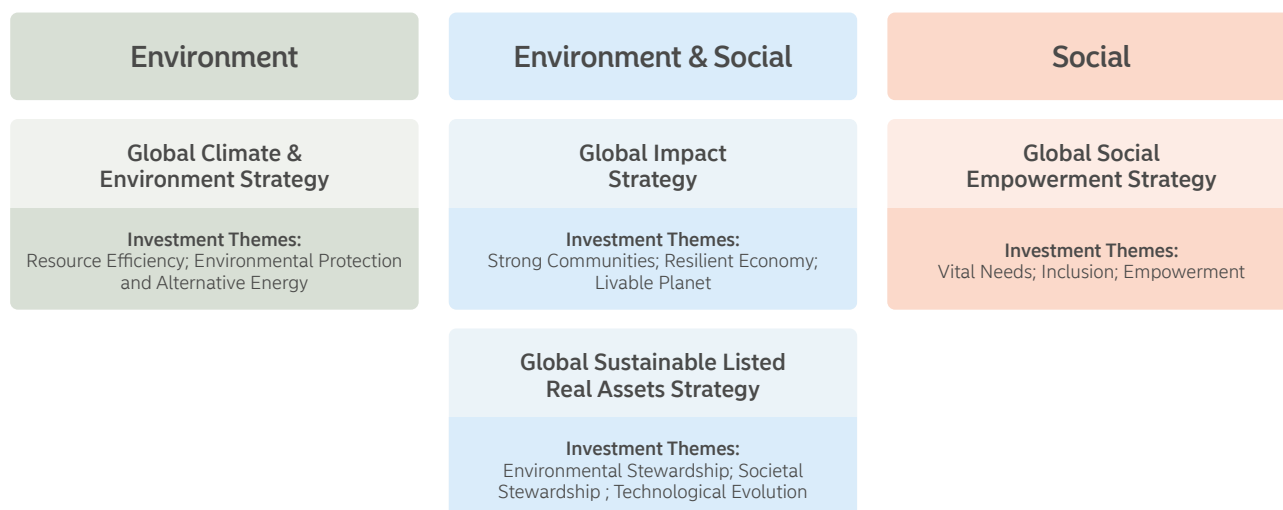 Environment
Environment & Social
Social
Global Climate &
Environment Strategy
Investment Themes:
Resource Efficiency; Environmental Protection
and Alternative Energy
Global Impact
Strategy
Investment Themes:
Strong Communities; Resilient Economy;
Livable Planet
Global Social
Empowerment Strategy
Investment Themes:
Vital Needs; Inclusion; Empowerment
Global Sustainable Listed
Real Assets Strategy
Investment Themes:
Environmental Stewardship; Societal
Stewardship ; Technological Evolution